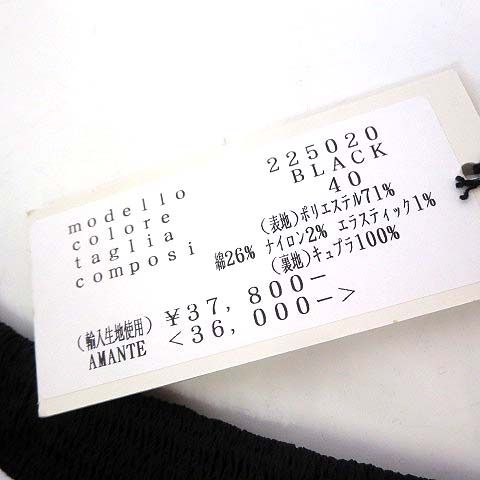 modello 225020
colore BLACK
taglia 40
composi (表地)ポリエステル71%
綿26% ナイロン2% エラスティック1%
(裏地)キュプラ100%
(輸入生地使用) ¥37,800−
AMANTE <36,000−>